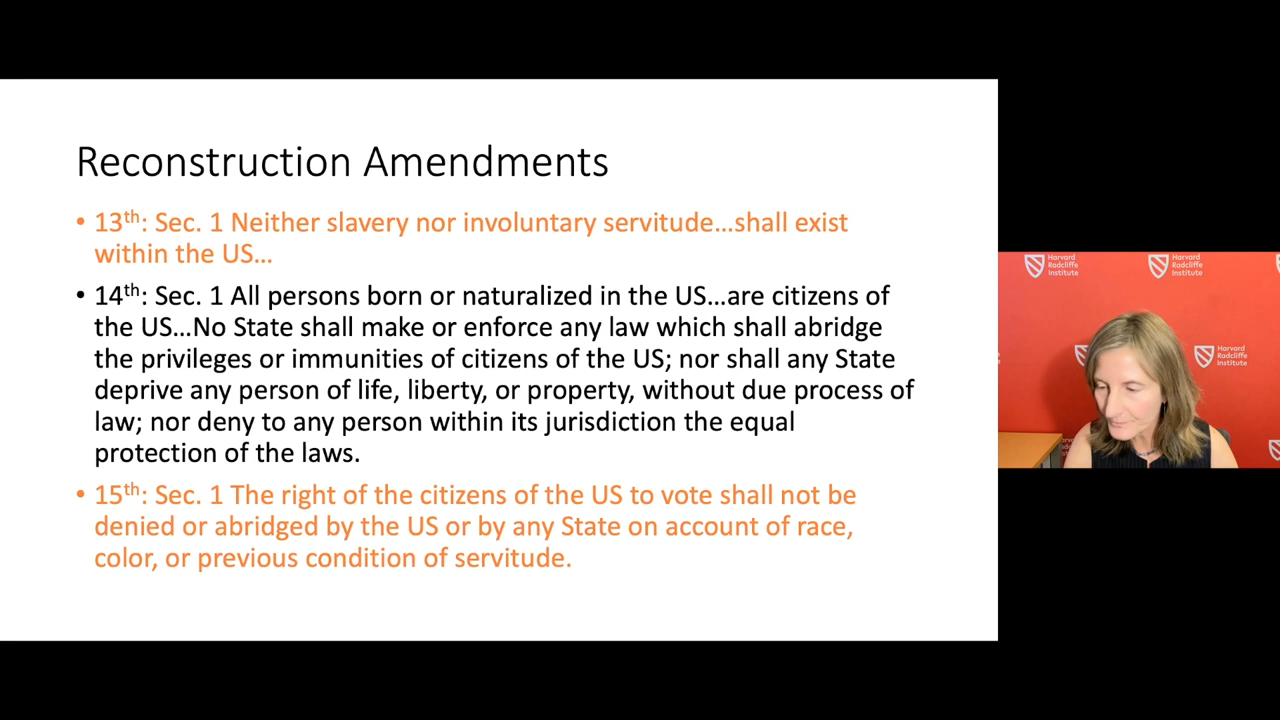 Reconstruction Amendments
• 13th: Sec. 1 Neither slavery nor involuntary servitude...shall exist
within the US...
• 14th: Sec. 1 All persons born or naturalized in the US...are citizens of
the US...No State shall make or enforce any law which shall abridge
the privileges or immunities of citizens of the US; nor shall any State
deprive any person of life, liberty, or property, without due process of
law; nor deny to any person within its jurisdiction the equal
protection of the laws.
• 15th: Sec. 1 The right of the citizens of the US to vote shall not be
denied or abridged by the US or by any State on account of race,
color, or previous condition of servitude.
Harvard
Radcliffe
Institute
Harvard
Radcliffe
Institute
Harvard
Radcliffe
Institute